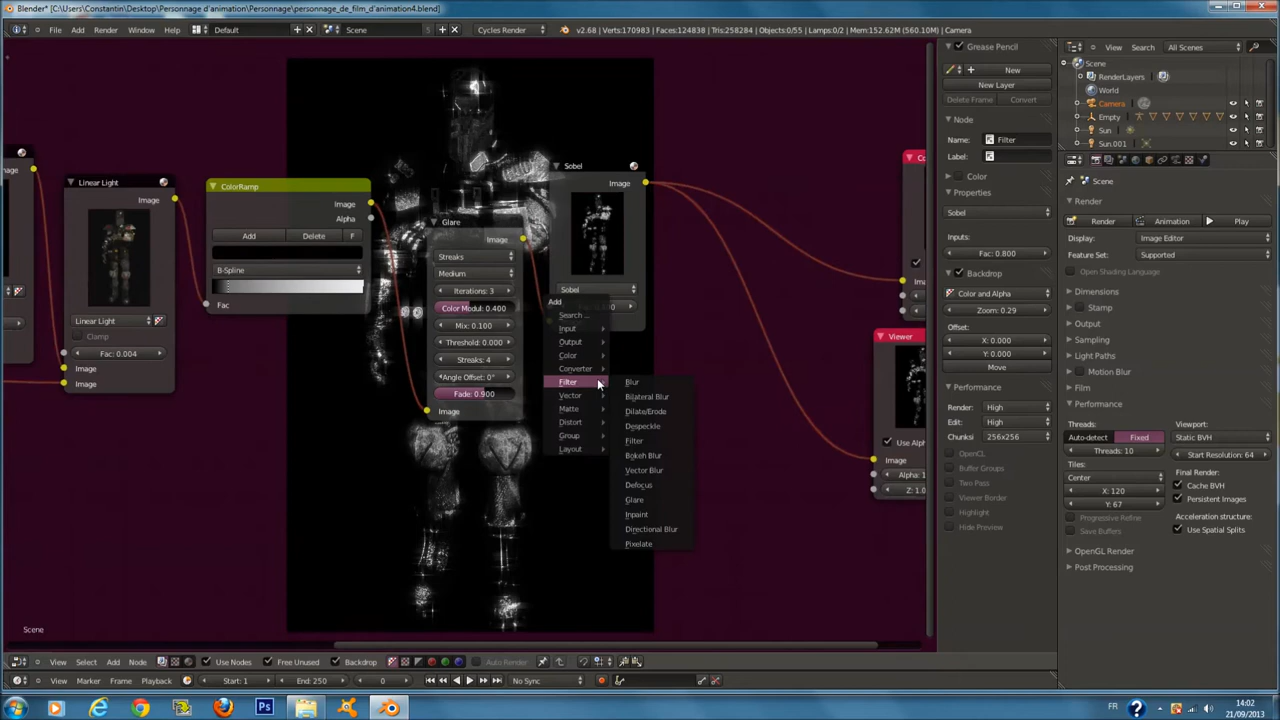 Blender* [C:\Users\Constantin\Desktop\Personnage d'animation\Personnage\personnage_de_film_d'animation4.blend]
File Add Render Window Help Default Scene 5 F Cycles Render v2.68 | Verts:170983 | Faces:124838 | Tris:258284 | Objects:0/55 | Lamps:0/2 | Mem:152.62M (560.10M) | Camera
Linear Light
Image
Linear Light
Clamp
Fac: 0.004
Image
Image
ColorRamp
Image
Alpha
Add Delete F
B-Spline
Fac
Glare
Image
Streaks
Medium
Iterations: 3
Color Modul: 0.400
Mix: 0.100
Threshold: 0.000
Streaks: 4
Angle Offset: 0°
Fade: 0.900
Image
Sobel
Image
Sobel
Add
Search ...
Input
Output
Color
Converter
Filter
Vector
Matte
Distort
Group
Layout
Blur
Bilateral Blur
Dilate/Erode
Despeckle
Filter
Bokeh Blur
Vector Blur
Defocus
Glare
Inpaint
Directional Blur
Pixelate
Viewer
Image
Grease Pencil
New
New Layer
Delete Frame Convert
Node
Name: Filter
Label:
Color
Properties
Sobel
Inputs:
Fac: 0.800
Backdrop
Color and Alpha
Zoom: 0.29
Offset:
X: 0.000
Y: 0.000
Move
Performance
Render: High
Edit: High
Chunksi 256x256
OpenCL
Buffer Groups
Two Pass
Viewer Border
Highlight
Hide Preview
View Search All Scenes
Scene
RenderLayers
World
Camera
Empty
Sun
Sun.001
Scene
Render
Render Animation Play
Display: Image Editor
Feature Set: Supported
Open Shading Language
Dimensions
Stamp
Output
Sampling
Light Paths
Motion Blur
Film
Performance
Threads: Viewport:
Auto-detect Fixed Static BVH
Threads: 10 Start Resolution: 64
Tiles: Final Render:
Center Cache BVH
X: 120 Persistent Images
Y: 67 Acceleration structure:
Progressive Refine Use Spatial Splits
Save Buffers
OpenGL Render
Post Processing
Scene
View Select Add Node Use Nodes Free Unused Backdrop Auto Render
View Marker Frame Playback Start: 1 End: 250 0 No Sync
FR 14:02
21/09/2013